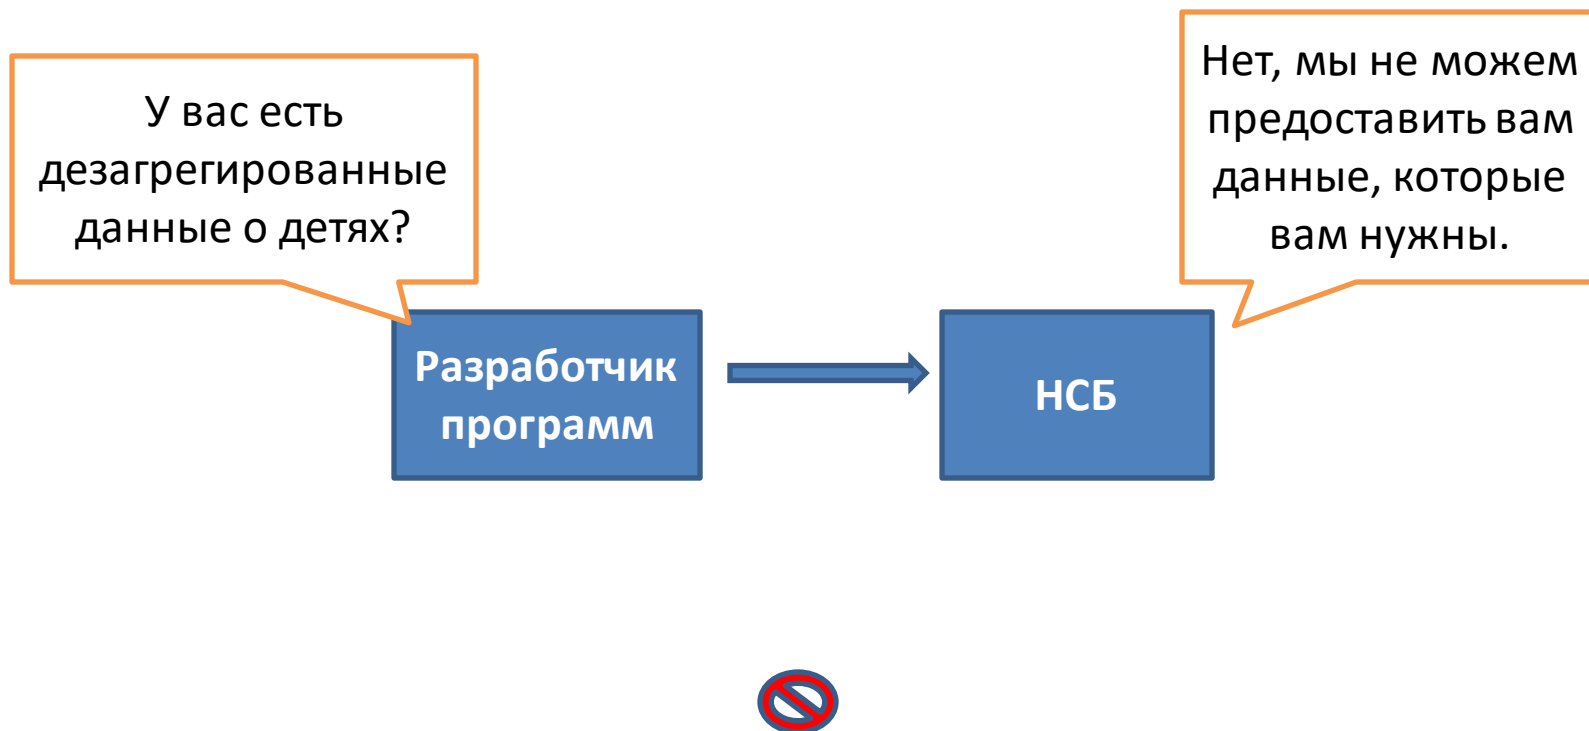 У вас есть
дезагрегированные
данные о детях?
Нет, мы не можем
предоставить вам
данные, которые
вам нужны.
Разработчик
программ
НСБ